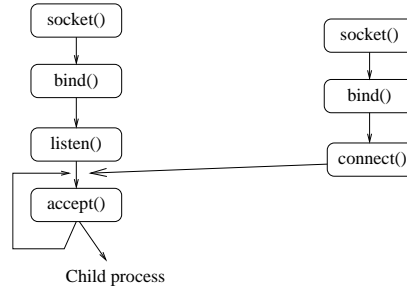 socket()
bind()
listen()
accept()
Child process
socket()
bind()
connect()